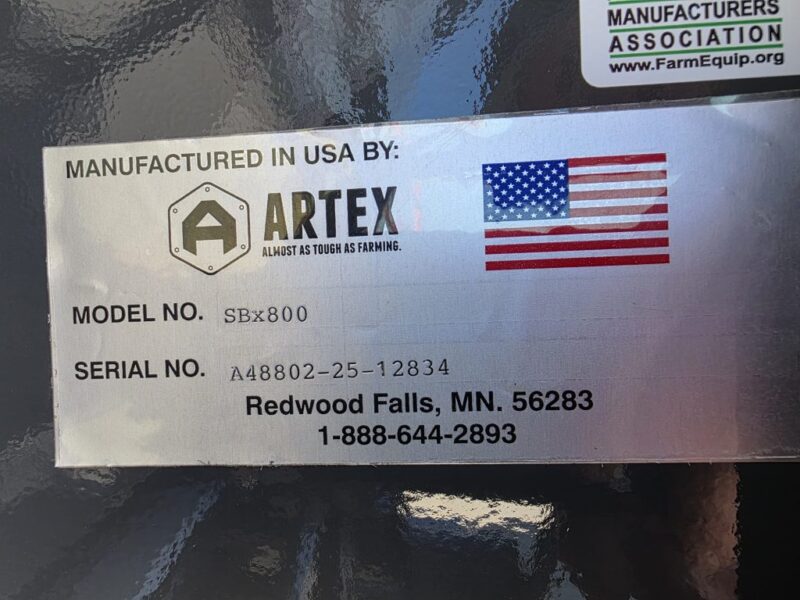 MANUFACTURERS
ASSOCIATION
www.FarmEquip.org
MANUFACTURED IN USA BY:
A ARTEX
ALMOST AS TOUGH AS FARMING.
MODEL NO. SBx800
SERIAL NO. A48802-25-12834
Redwood Falls, MN. 56283
1-888-644-2893